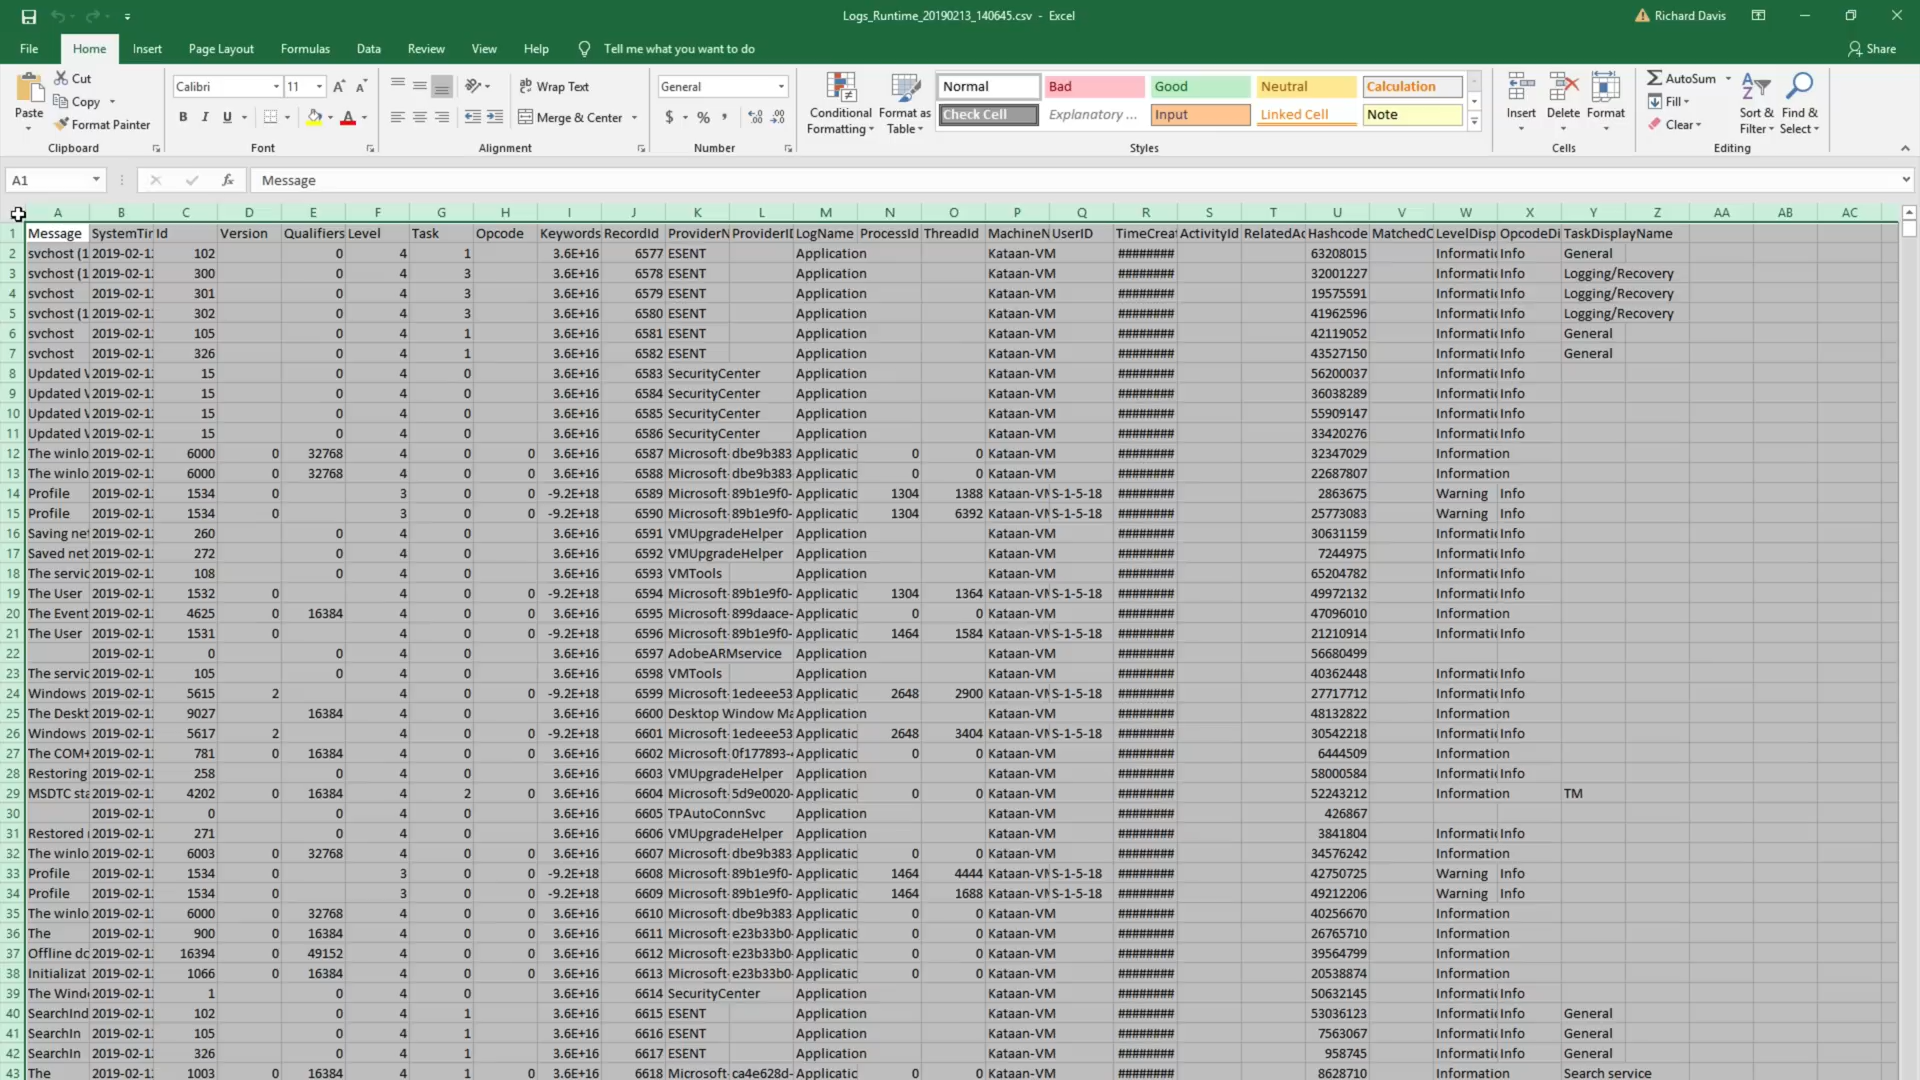 Logs_Runtime_20190213_140645.csv - Excel
Richard Davis
File Home Insert Page Layout Formulas Data Review View Help Tell me what you want to do Share
Paste Cut Copy Format Painter Clipboard
Calibri 11 B I U Font
Wrap Text Merge & Center Alignment
General $ % , Number
Conditional Formatting Format as Table
Normal Bad Good Neutral Calculation
Check Cell Explanatory ... Input Linked Cell Note
Styles
Insert Delete Format Cells
AutoSum Fill Clear Sort & Filter Find & Select Editing
A1 fx Message
A B C D E F G H I J K L M N O P Q R S T U V W X Y Z AA AB AC
1 Message SystemTir Id Version Qualifiers Level Task Opcode Keywords RecordId ProviderN ProviderID LogName ProcessId ThreadId MachineN UserID TimeCreat ActivityId RelatedAc Hashcode MatchedC LevelDisp OpcodeDi TaskDisplayName
2 svchost (1 2019-02-1 102 0 4 1 3.6E+16 6577 ESENT Application Kataan-VM ######## 63208015 Informatic Info General
3 svchost (1 2019-02-1 300 0 4 3 3.6E+16 6578 ESENT Application Kataan-VM ######## 32001227 Informatic Info Logging/Recovery
4 svchost 2019-02-1 301 0 4 3 3.6E+16 6579 ESENT Application Kataan-VM ######## 19575591 Informatic Info Logging/Recovery
5 svchost (1 2019-02-1 302 0 4 3 3.6E+16 6580 ESENT Application Kataan-VM ######## 41962596 Informatic Info Logging/Recovery
6 svchost 2019-02-1 105 0 4 1 3.6E+16 6581 ESENT Application Kataan-VM ######## 42119052 Informatic Info General
7 svchost 2019-02-1 326 0 4 1 3.6E+16 6582 ESENT Application Kataan-VM ######## 43527150 Informatic Info General
8 Updated V 2019-02-1 15 0 4 0 3.6E+16 6583 SecurityCenter Application Kataan-VM ######## 56200037 Informatic Info
9 Updated V 2019-02-1 15 0 4 0 3.6E+16 6584 SecurityCenter Application Kataan-VM ######## 36038289 Informatic Info
10 Updated V 2019-02-1 15 0 4 0 3.6E+16 6585 SecurityCenter Application Kataan-VM ######## 55909147 Informatic Info
11 Updated V 2019-02-1 15 0 4 0 3.6E+16 6586 SecurityCenter Application Kataan-VM ######## 33420276 Informatic Info
12 The winlo 2019-02-1 6000 0 32768 4 0 0 3.6E+16 6587 Microsoft- dbe9b383 Applicatic 0 0 Kataan-VM ######## 32347029 Information
13 The winlo 2019-02-1 6000 0 32768 4 0 0 3.6E+16 6588 Microsoft- dbe9b383 Applicatic 0 0 Kataan-VM ######## 22687807 Information
14 Profile 2019-02-1 1534 0 3 0 0 -9.2E+18 6589 Microsoft- 89b1e9f0- Applicatic 1304 1388 Kataan-VN S-1-5-18 ######## 2863675 Warning Info
15 Profile 2019-02-1 1534 0 3 0 0 -9.2E+18 6590 Microsoft- 89b1e9f0- Applicatic 1304 6392 Kataan-VN S-1-5-18 ######## 25773083 Warning Info
16 Saving net 2019-02-1 260 0 4 0 3.6E+16 6591 VMUpgradeHelper Application Kataan-VM ######## 30631159 Informatic Info
17 Saved net 2019-02-1 272 0 4 0 3.6E+16 6592 VMUpgradeHelper Application Kataan-VM ######## 7244975 Informatic Info
18 The servic 2019-02-1 108 0 4 0 3.6E+16 6593 VMTools Application Kataan-VM ######## 65204782 Informatic Info
19 The User 2019-02-1 1532 0 4 0 0 -9.2E+18 6594 Microsoft- 89b1e9f0- Applicatic 1304 1364 Kataan-VN S-1-5-18 ######## 49972132 Informatic Info
20 The Event 2019-02-1 4625 0 16384 4 0 0 3.6E+16 6595 Microsoft- 899daace- Applicatic 0 0 Kataan-VM ######## 47096010 Information
21 The User 2019-02-1 1531 0 4 0 0 -9.2E+18 6596 Microsoft- 89b1e9f0- Applicatic 1464 1584 Kataan-VN S-1-5-18 ######## 21210914 Informatic Info
22 2019-02-1 0 0 4 0 3.6E+16 6597 AdobeARMservice Application Kataan-VM ######## 56680499
23 The servic 2019-02-1 105 0 4 0 3.6E+16 6598 VMTools Application Kataan-VM ######## 40362448 Informatic Info
24 Windows 2019-02-1 5615 2 4 0 0 -9.2E+18 6599 Microsoft- 1edeee53 Applicatic 2648 2900 Kataan-VN S-1-5-18 ######## 27717712 Informatic Info
25 The Deskt 2019-02-1 9027 16384 4 0 3.6E+16 6600 Desktop Window Ma Application Kataan-VM ######## 48132822 Information
26 Windows 2019-02-1 5617 2 4 0 0 -9.2E+18 6601 Microsoft- 1edeee53 Applicatic 2648 3404 Kataan-VN S-1-5-18 ######## 30542218 Informatic Info
27 The COM+ 2019-02-1 781 0 16384 4 0 0 3.6E+16 6602 Microsoft- 0f177893- Applicatic 0 0 Kataan-VM ######## 6444509 Information
28 Restoring 2019-02-1 258 0 4 0 3.6E+16 6603 VMUpgradeHelper Application Kataan-VM ######## 58000584 Informatic Info
29 MSDTC sta 2019-02-1 4202 0 16384 4 2 0 3.6E+16 6604 Microsoft- 5d9e0020- Applicatic 0 0 Kataan-VM ######## 52243212 Information TM
30 2019-02-1 0 0 4 0 3.6E+16 6605 TPAutoConnSvc Application Kataan-VM ######## 426867
31 Restored 2019-02-1 271 0 4 0 3.6E+16 6606 VMUpgradeHelper Application Kataan-VM ######## 3841804 Informatic Info
32 The winlo 2019-02-1 6003 0 32768 4 0 0 3.6E+16 6607 Microsoft- dbe9b383 Applicatic 0 0 Kataan-VM ######## 34576242 Information
33 Profile 2019-02-1 1534 0 3 0 0 -9.2E+18 6608 Microsoft- 89b1e9f0- Applicatic 1464 4444 Kataan-VN S-1-5-18 ######## 42750725 Warning Info
34 Profile 2019-02-1 1534 0 3 0 0 -9.2E+18 6609 Microsoft- 89b1e9f0- Applicatic 1464 1688 Kataan-VN S-1-5-18 ######## 49212206 Warning Info
35 The winlo 2019-02-1 6000 0 32768 4 0 0 3.6E+16 6610 Microsoft- dbe9b383 Applicatic 0 0 Kataan-VM ######## 40256670 Information
36 The 2019-02-1 900 0 16384 4 0 0 3.6E+16 6611 Microsoft- e23b33b0- Applicatic 0 0 Kataan-VM ######## 26765710 Information
37 Offline dc 2019-02-1 16394 0 49152 4 0 0 3.6E+16 6612 Microsoft- e23b33b0- Applicatic 0 0 Kataan-VM ######## 39564799 Information
38 Initializat 2019-02-1 1066 0 16384 4 0 0 3.6E+16 6613 Microsoft- e23b33b0- Applicatic 0 0 Kataan-VM ######## 20538874 Information
39 The Wind 2019-02-1 1 0 4 0 3.6E+16 6614 SecurityCenter Application Kataan-VM ######## 50632145 Informatic Info
40 SearchInd 2019-02-1 102 0 4 1 3.6E+16 6615 ESENT Application Kataan-VM ######## 53036123 Informatic Info General
41 SearchIn 2019-02-1 105 0 4 1 3.6E+16 6616 ESENT Application Kataan-VM ######## 7563067 Informatic Info General
42 SearchIn 2019-02-1 326 0 4 1 3.6E+16 6617 ESENT Application Kataan-VM ######## 958745 Informatic Info General
43 The 2019-02-1 1003 0 16384 4 1 0 3.6E+16 6618 Microsoft- ca4e628d- Applicatic 0 0 Kataan-VM ######## 8628710 Information Search service